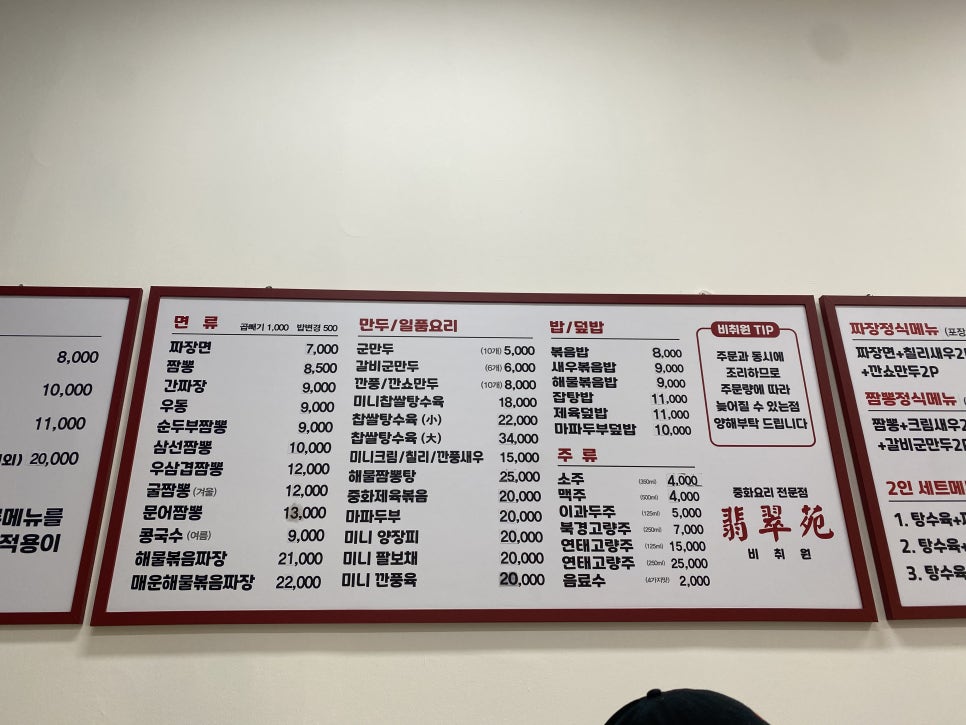 8,000
10,000
11,000
외) 20,000
메뉴를
적용이
면 류 곱빼기 1,000 밥변경 500
짜장면 7,000
짬뽕 8,500
간짜장 9,000
우동 9,000
순두부짬뽕 9,000
삼선짬뽕 10,000
우삼겹짬뽕 12,000
굴짬뽕 (겨울) 12,000
문어짬뽕 13,000
콩국수 (여름) 9,000
해물볶음짜장 21,000
매운해물볶음짜장 22,000
만두/일품요리
군만두 (10개) 5,000
갈비군만두 (6개) 6,000
깐풍/깐쇼만두 (10개) 8,000
미니찹쌀탕수육 18,000
찹쌀탕수육 (小) 22,000
찹쌀탕수육 (大) 34,000
미니크림/칠리/깐풍새우 15,000
해물짬뽕탕 25,000
중화제육볶음 20,000
마파두부 20,000
미니 양장피 20,000
미니 팔보채 20,000
미니 깐풍육 20,000
밥/덮밥
볶음밥 8,000
새우볶음밥 9,000
해물볶음밥 9,000
잡탕밥 11,000
제육덮밥 11,000
마파두부덮밥 10,000
주 류
소주 (360ml) 4,000
맥주 (500ml) 4,000
이과두주 (125ml) 5,000
북경고량주 (250ml) 7,000
연태고량주 (125ml) 15,000
연태고량주 (250ml) 25,000
음료수 (4가지맛) 2,000
비취원 TIP
주문과 동시에
조리하므로
주문량에 따라
늦어질 수 있는점
양해부탁 드립니다
중화요리 전문점
翡翠苑
비 취 원
짜장정식메뉴 (포장
짜장면+칠리새우2
+깐쇼만두2P
짬뽕정식메뉴
짬뽕+크림새우2
+갈비군만두2
2인 세트메
1. 탕수육+
2. 탕수육+
3. 탕수육